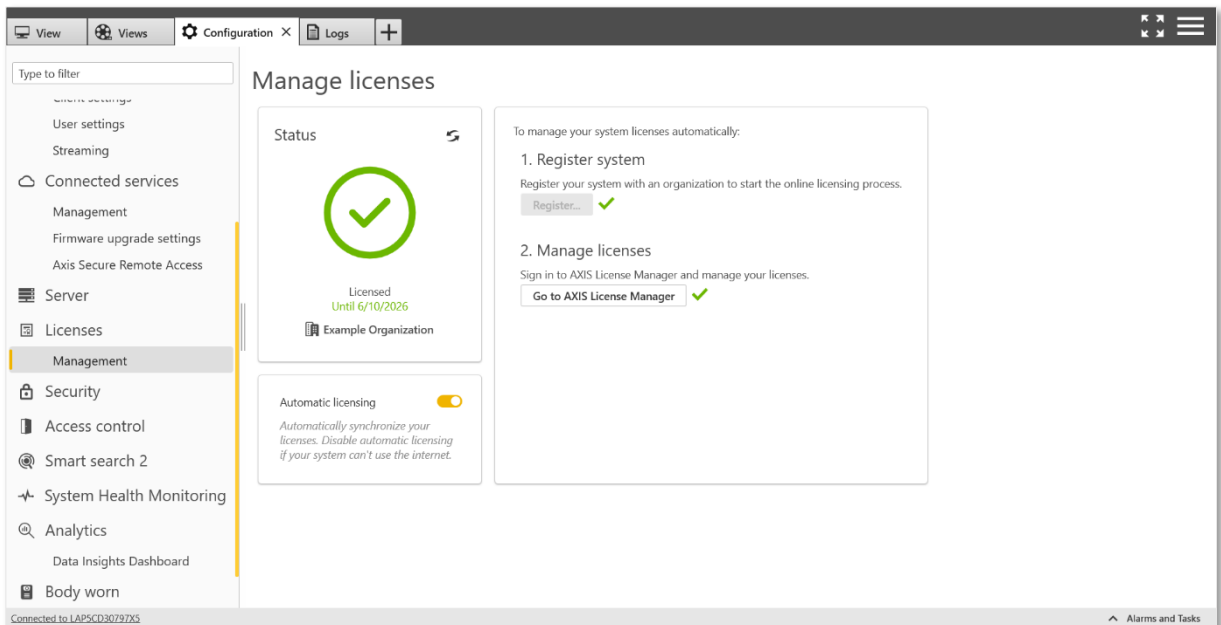 View
Views
Configuration
Logs
Type to filter
Client settings
User settings
Streaming
Connected services
Management
Firmware upgrade settings
Axis Secure Remote Access
Server
Licenses
Management
Security
Access control
Smart search 2
System Health Monitoring
Analytics
Data Insights Dashboard
Body worn
Manage licenses
Status
Licensed
Until 6/10/2026
Example Organization
Automatic licensing
Automatically synchronize your
licenses. Disable automatic licensing
if your system can't use the internet.
To manage your system licenses automatically:
1. Register system
Register your system with an organization to start the online licensing process.
Register...
2. Manage licenses
Sign in to AXIS License Manager and manage your licenses.
Go to AXIS License Manager
Connected to LAP5CD30797X5
Alarms and Tasks